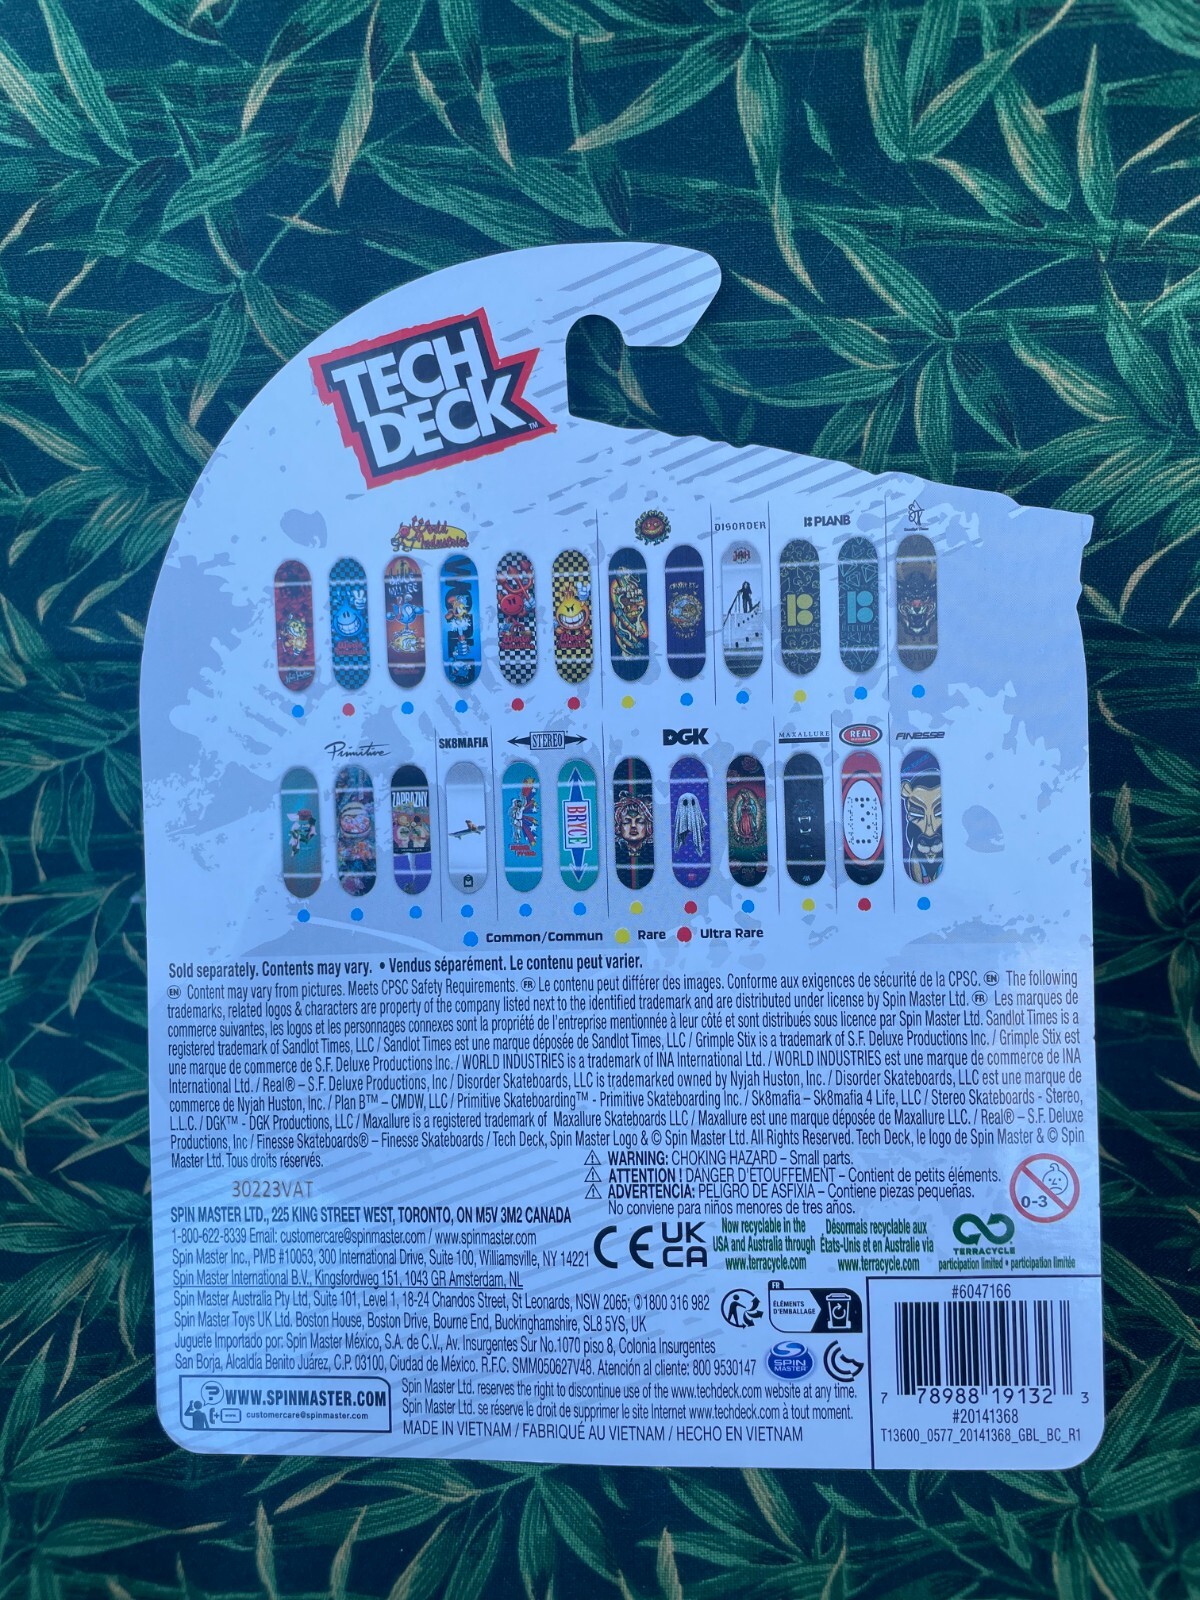 TECH
DECK™
World Industries
DISORDER
PLANB
Primitive
SK8MAFIA
STEREO
DGK
MAXALLURE
REAL
FINESSE
ZAPRAZNY
BRYCE
Common/Commun
Rare
Ultra Rare
Sold separately. Contents may vary. • Vendus séparément. Le contenu peut varier.
EN Content may vary from pictures. Meets CPSC Safety Requirements. FR Le contenu peut différer des images. Conforme aux exigences de sécurité de la CPSC. EN The following
trademarks, related logos & characters are property of the company listed next to the identified trademark and are distributed under license by Spin Master Ltd. FR Les marques de
commerce suivantes, les logos et les personnages connexes sont la propriété de l'entreprise mentionnée à leur côté et sont distribués sous licence par Spin Master Ltd. Sandlot Times is a
registered trademark of Sandlot Times, LLC / Sandlot Times est une marque déposée de Sandlot Times, LLC / Grimple Stix is a trademark of S.F. Deluxe Productions Inc. / Grimple Stix est
une marque de commerce de S.F. Deluxe Productions Inc. / WORLD INDUSTRIES is a trademark of INA International Ltd. / WORLD INDUSTRIES est une marque de commerce de INA
International Ltd. / Real® – S.F. Deluxe Productions, Inc / Disorder Skateboards, LLC is trademarked owned by Nyjah Huston, Inc. / Disorder Skateboards, LLC est une marque de
commerce de Nyjah Huston, Inc. / Plan B™ – CMDW, LLC / Primitive Skateboarding™ - Primitive Skateboarding Inc. / Sk8mafia – Sk8mafia 4 Life, LLC / Stereo Skateboards - Stereo,
L.L.C. / DGK™ - DGK Productions, LLC / Maxallure is a registered trademark of Maxallure Skateboards LLC / Maxallure est une marque déposée de Maxallure LLC. / Real® – S.F. Deluxe
Productions, Inc / Finesse Skateboards® – Finesse Skateboards / Tech Deck, Spin Master Logo & © Spin Master Ltd. All Rights Reserved. Tech Deck, le logo de Spin Master & © Spin
Master Ltd. Tous droits réservés.
WARNING: CHOKING HAZARD – Small parts.
ATTENTION ! DANGER D'ÉTOUFFEMENT – Contient de petits éléments.
ADVERTENCIA: PELIGRO DE ASFIXIA – Contiene piezas pequeñas.
No conviene para niños menores de tres años.
0-3
30223VAT
SPIN MASTER LTD., 225 KING STREET WEST, TORONTO, ON M5V 3M2 CANADA
1-800-622-8339 Email: customercare@spinmaster.com / www.spinmaster.com
Spin Master Inc., PMB #10053, 300 International Drive, Suite 100, Williamsville, NY 14221
Spin Master International B.V., Kingsfordweg 151, 1043 GR Amsterdam, NL
Spin Master Australia Pty Ltd, Suite 101, Level 1, 18-24 Chandos Street, St Leonards, NSW 2065; ✆1800 316 982
Spin Master Toys UK Ltd. Boston House, Boston Drive, Bourne End, Buckinghamshire, SL8 5YS, UK
Juguete Importado por: Spin Master México, S.A. de C.V., Av. Insurgentes Sur No.1070 piso 8, Colonia Insurgentes
San Borja, Alcaldía Benito Juárez, C.P. 03100, Ciudad de México. R.F.C. SMM050627V48. Atención al cliente: 800 9530147
CE
UK
CA
Now recyclable in the
USA and Australia through
www.terracycle.com
Désormais recyclable aux
États-Unis et en Australie via
www.terracycle.com
TERRACYCLE
participation limited • participation limitée
FR
ÉLÉMENTS
D'EMBALLAGE
SPIN
MASTER
WWW.SPINMASTER.COM
customercare@spinmaster.com
Spin Master Ltd. reserves the right to discontinue use of the www.techdeck.com website at any time.
Spin Master Ltd. se réserve le droit de supprimer le site Internet www.techdeck.com à tout moment.
MADE IN VIETNAM / FABRIQUÉ AU VIETNAM / HECHO EN VIETNAM
#6047166
7 78988 19132 3
#20141368
T13600_0577_20141368_GBL_BC_R1